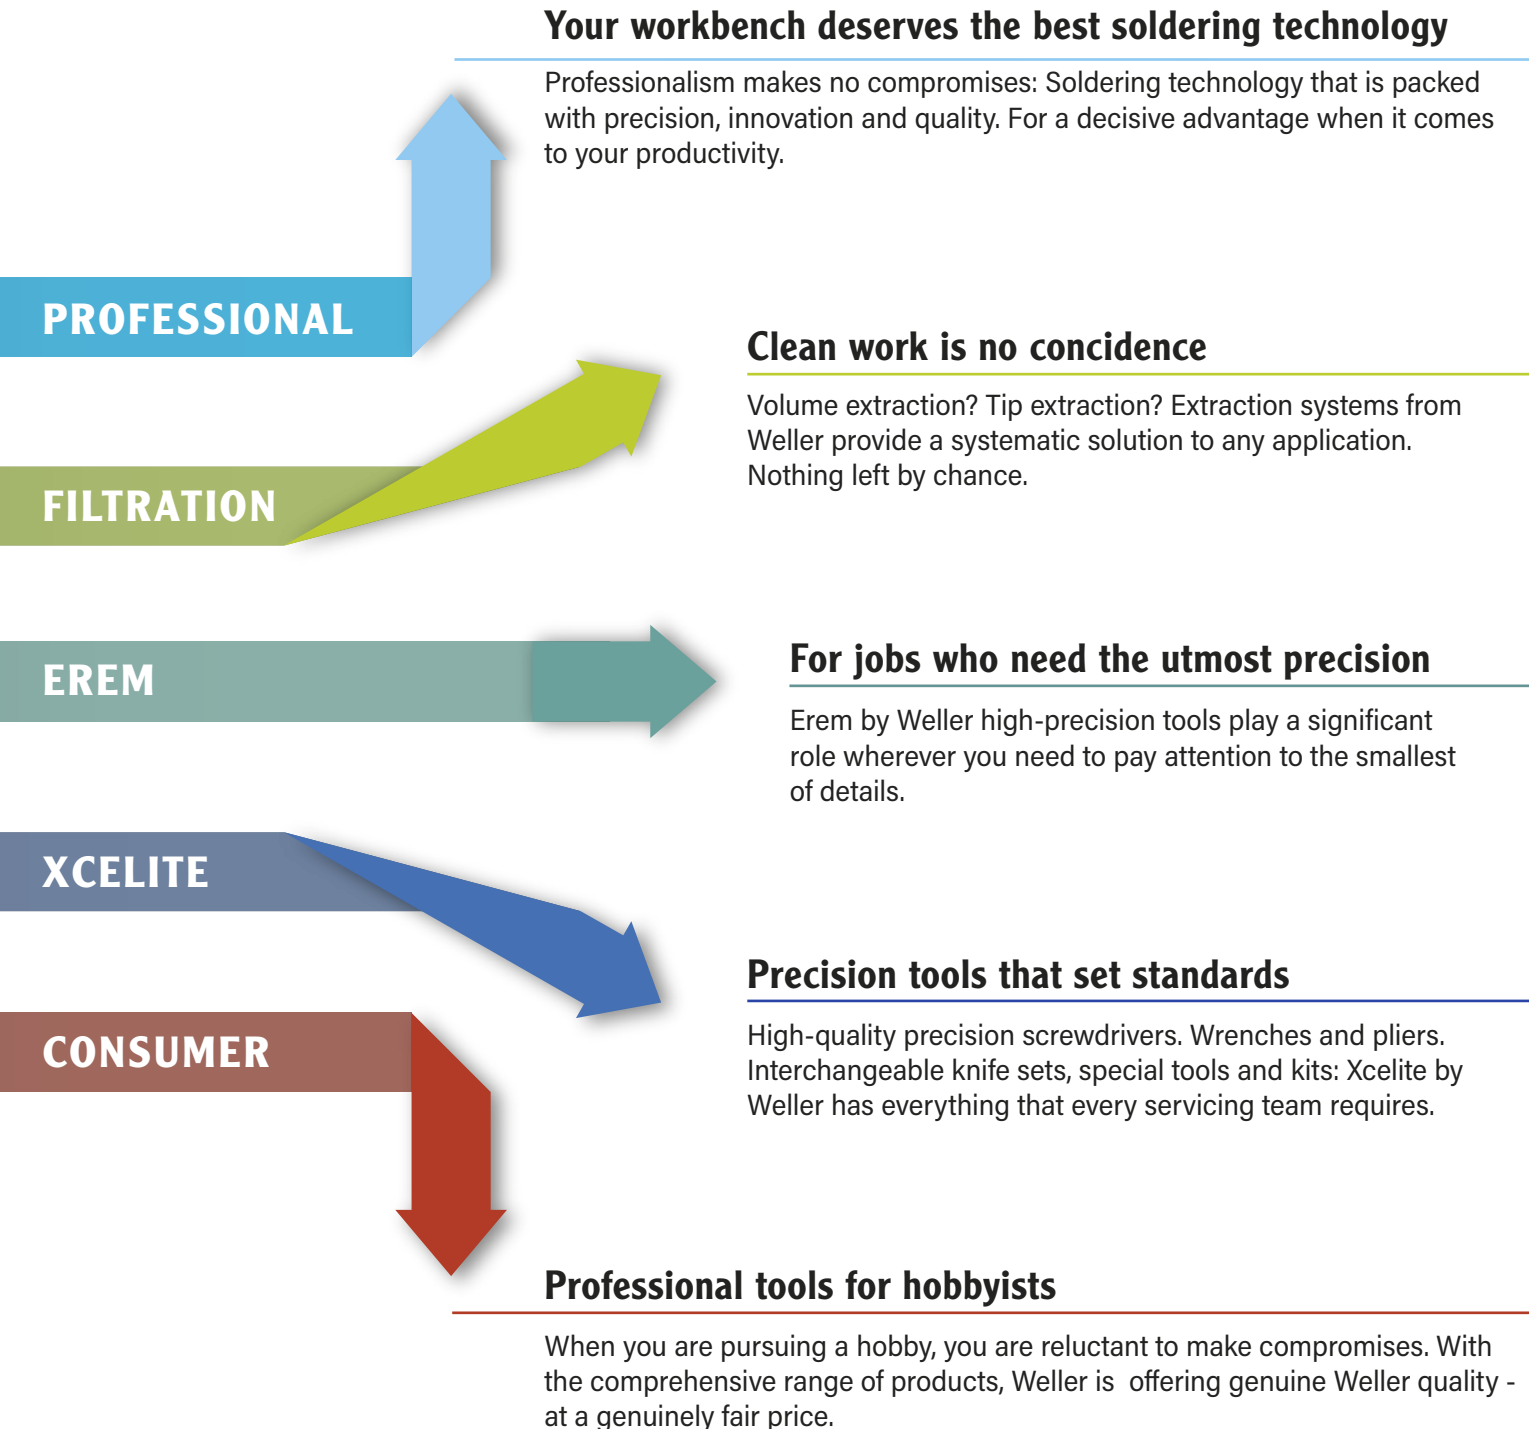 Your workbench deserves the best soldering technology
Professionalism makes no compromises: Soldering technology that is packed
with precision, innovation and quality. For a decisive advantage when it comes
to your productivity.
PROFESSIONAL
Clean work is no concidence
Volume extraction? Tip extraction? Extraction systems from
Weller provide a systematic solution to any application.
Nothing left by chance.
FILTRATION
EREM
For jobs who need the utmost precision
Erem by Weller high-precision tools play a significant
role wherever you need to pay attention to the smallest
of details.
XCELITE
Precision tools that set standards
High-quality precision screwdrivers. Wrenches and pliers.
Interchangeable knife sets, special tools and kits: Xcelite by
Weller has everything that every servicing team requires.
CONSUMER
Professional tools for hobbyists
When you are pursuing a hobby, you are reluctant to make compromises. With
the comprehensive range of products, Weller is  offering genuine Weller quality -
at a genuinely fair price.